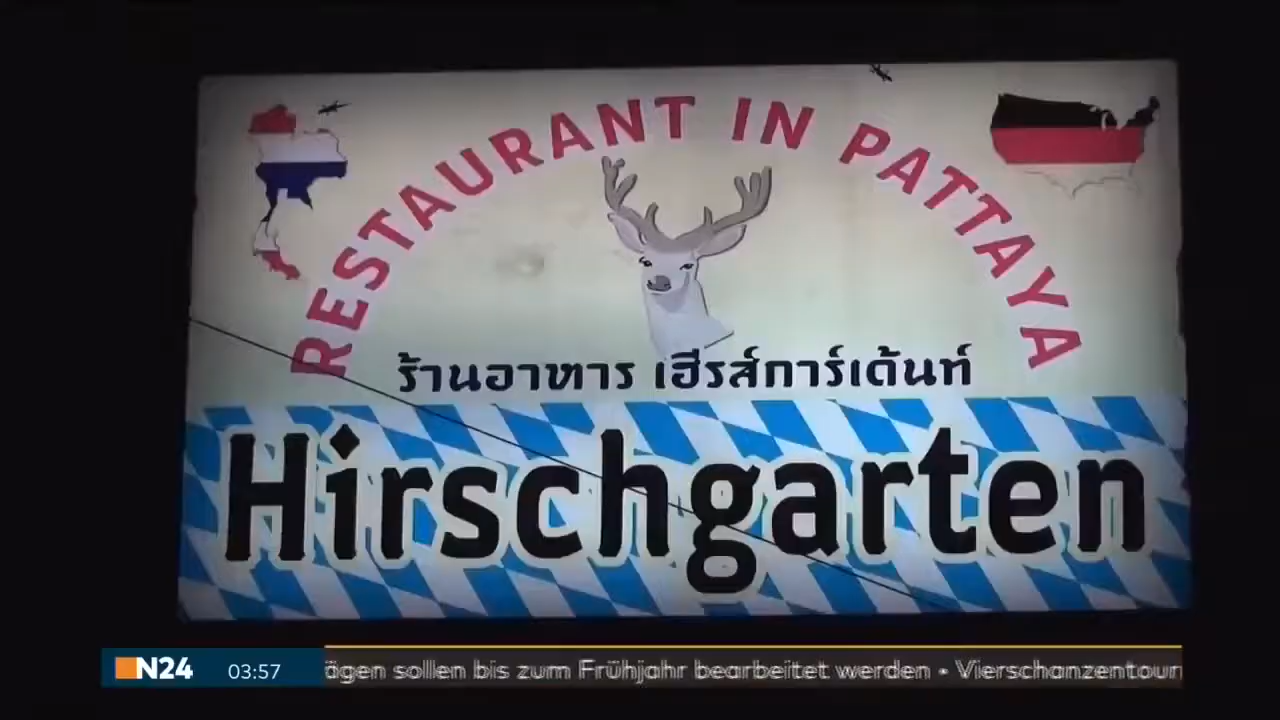 RESTAURANT IN PATTAYA
ร้านอาหาร เฮีรส์การ์เด้นท์
Hirschgarten
N24 03:57 ägen sollen bis zum Frühjahr bearbeitet werden - Vierschanzentour